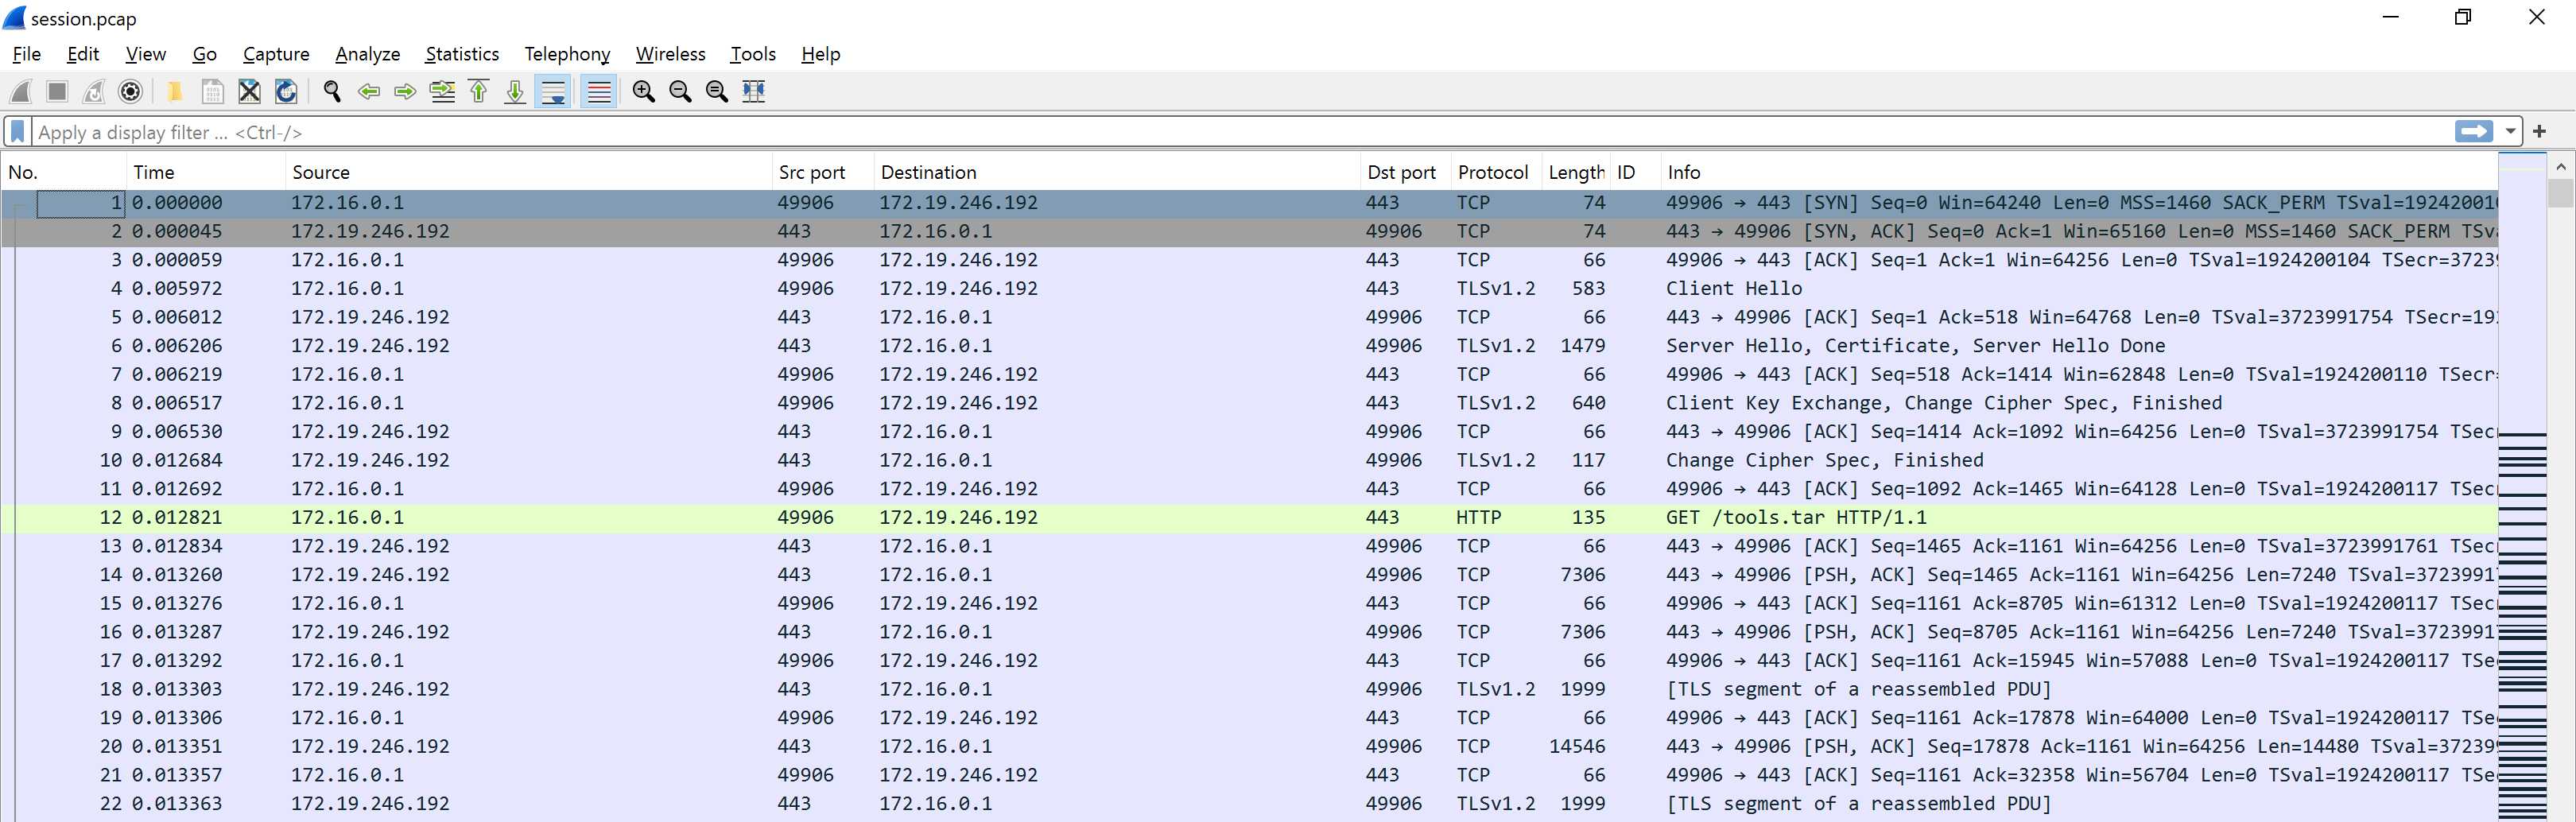 session.pcap
File Edit View Go Capture Analyze Statistics Telephony Wireless Tools Help
Apply a display filter ... <Ctrl-/>
No. Time Source Src port Destination Dst port Protocol Length ID Info
1 0.000000 172.16.0.1 49906 172.19.246.192 443 TCP 74 49906 → 443 [SYN] Seq=0 Win=64240 Len=0 MSS=1460 SACK_PERM TSval=192420010
2 0.000045 172.19.246.192 443 172.16.0.1 49906 TCP 74 443 → 49906 [SYN, ACK] Seq=0 Ack=1 Win=65160 Len=0 MSS=1460 SACK_PERM TSva
3 0.000059 172.16.0.1 49906 172.19.246.192 443 TCP 66 49906 → 443 [ACK] Seq=1 Ack=1 Win=64256 Len=0 TSval=1924200104 TSecr=37239
4 0.005972 172.16.0.1 49906 172.19.246.192 443 TLSv1.2 583 Client Hello
5 0.006012 172.19.246.192 443 172.16.0.1 49906 TCP 66 443 → 49906 [ACK] Seq=1 Ack=518 Win=64768 Len=0 TSval=3723991754 TSecr=192
6 0.006206 172.19.246.192 443 172.16.0.1 49906 TLSv1.2 1479 Server Hello, Certificate, Server Hello Done
7 0.006219 172.16.0.1 49906 172.19.246.192 443 TCP 66 49906 → 443 [ACK] Seq=518 Ack=1414 Win=62848 Len=0 TSval=1924200110 TSecr=
8 0.006517 172.16.0.1 49906 172.19.246.192 443 TLSv1.2 640 Client Key Exchange, Change Cipher Spec, Finished
9 0.006530 172.19.246.192 443 172.16.0.1 49906 TCP 66 443 → 49906 [ACK] Seq=1414 Ack=1092 Win=64256 Len=0 TSval=3723991754 TSecr
10 0.012684 172.19.246.192 443 172.16.0.1 49906 TLSv1.2 117 Change Cipher Spec, Finished
11 0.012692 172.16.0.1 49906 172.19.246.192 443 TCP 66 49906 → 443 [ACK] Seq=1092 Ack=1465 Win=64128 Len=0 TSval=1924200117 TSecr
12 0.012821 172.16.0.1 49906 172.19.246.192 443 HTTP 135 GET /tools.tar HTTP/1.1
13 0.012834 172.19.246.192 443 172.16.0.1 49906 TCP 66 443 → 49906 [ACK] Seq=1465 Ack=1161 Win=64256 Len=0 TSval=3723991761 TSecr
14 0.013260 172.19.246.192 443 172.16.0.1 49906 TCP 7306 443 → 49906 [PSH, ACK] Seq=1465 Ack=1161 Win=64256 Len=7240 TSval=37239917
15 0.013276 172.16.0.1 49906 172.19.246.192 443 TCP 66 49906 → 443 [ACK] Seq=1161 Ack=8705 Win=61312 Len=0 TSval=1924200117 TSecr
16 0.013287 172.19.246.192 443 172.16.0.1 49906 TCP 7306 443 → 49906 [PSH, ACK] Seq=8705 Ack=1161 Win=64256 Len=7240 TSval=37239917
17 0.013292 172.16.0.1 49906 172.19.246.192 443 TCP 66 49906 → 443 [ACK] Seq=1161 Ack=15945 Win=57088 Len=0 TSval=1924200117 TSec
18 0.013303 172.19.246.192 443 172.16.0.1 49906 TLSv1.2 1999 [TLS segment of a reassembled PDU]
19 0.013306 172.16.0.1 49906 172.19.246.192 443 TCP 66 49906 → 443 [ACK] Seq=1161 Ack=17878 Win=64000 Len=0 TSval=1924200117 TSec
20 0.013351 172.19.246.192 443 172.16.0.1 49906 TCP 14546 443 → 49906 [PSH, ACK] Seq=17878 Ack=1161 Win=64256 Len=14480 TSval=372399
21 0.013357 172.16.0.1 49906 172.19.246.192 443 TCP 66 49906 → 443 [ACK] Seq=1161 Ack=32358 Win=56704 Len=0 TSval=1924200117 TSec
22 0.013363 172.19.246.192 443 172.16.0.1 49906 TLSv1.2 1999 [TLS segment of a reassembled PDU]